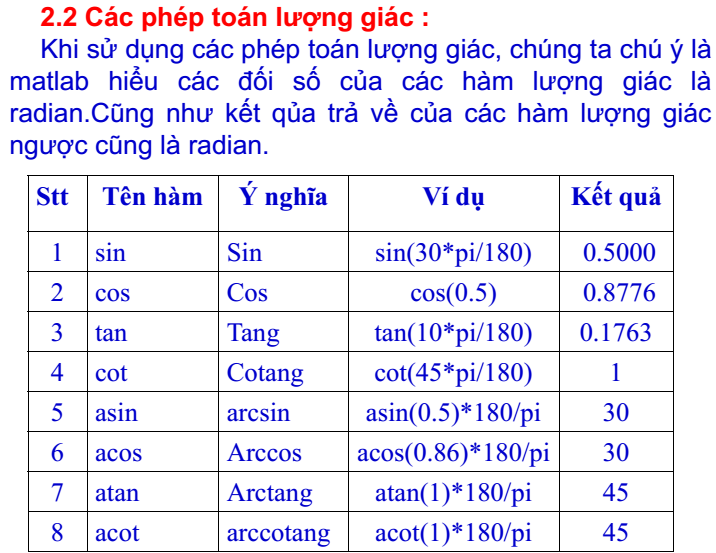 2.2 Các phép toán lượng giác :
Khi sử dụng các phép toán lượng giác, chúng ta chú ý là
matlab hiểu các đối số của các hàm lượng giác là
radian.Cũng như kết qủa trả về của các hàm lượng giác
ngược cũng là radian.
Stt Tên hàm Ý nghĩa Ví dụ Kết quả
1 sin Sin sin(30*pi/180) 0.5000
2 cos Cos cos(0.5) 0.8776
3 tan Tang tan(10*pi/180) 0.1763
4 cot Cotang cot(45*pi/180) 1
5 asin arcsin asin(0.5)*180/pi 30
6 acos Arccos acos(0.86)*180/pi 30
7 atan Arctang atan(1)*180/pi 45
8 acot arccotang acot(1)*180/pi 45